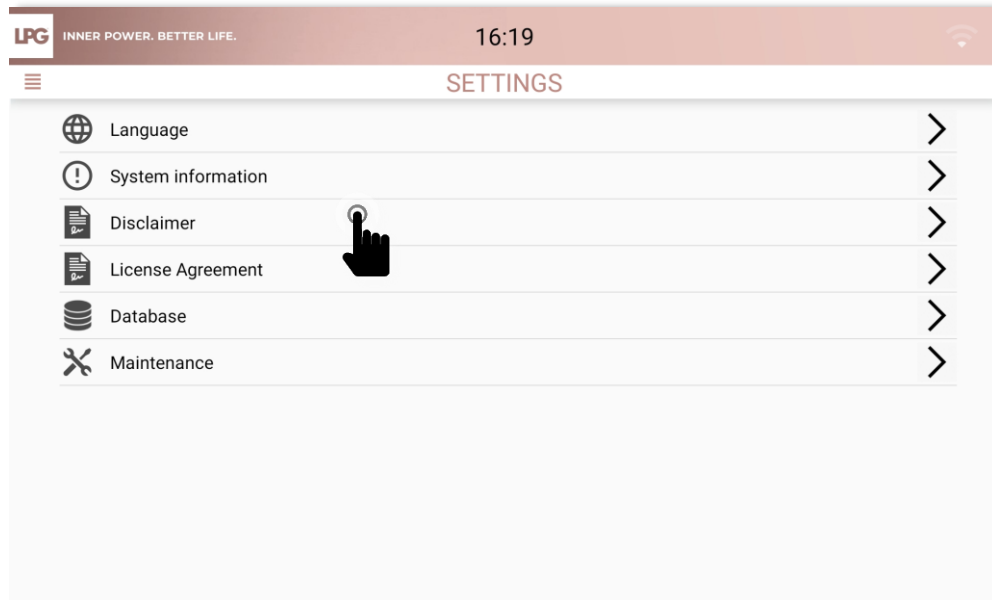 LPG INNER POWER. BETTER LIFE. 16:19
SETTINGS
Language
System information
Disclaimer
License Agreement
Database
Maintenance